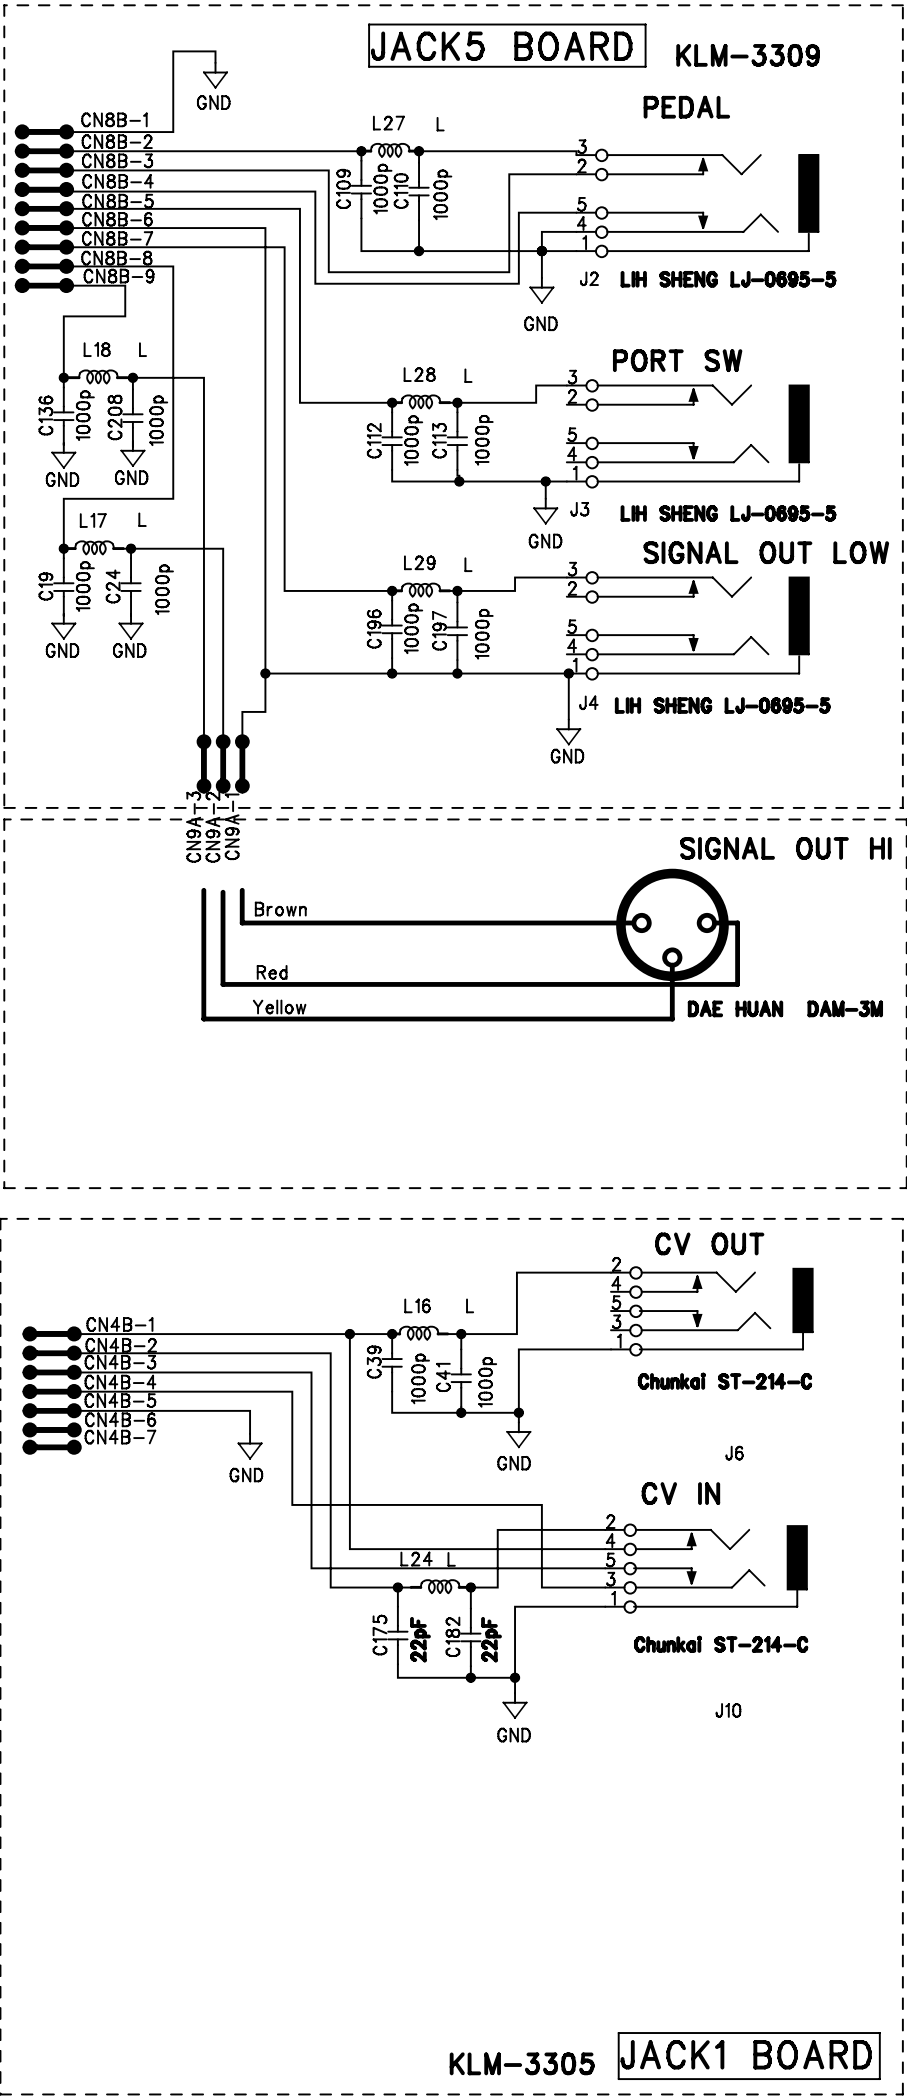 JACK5 BOARD KLM-3309
PEDAL
GND
CN8B-1
CN8B-2
CN8B-3
CN8B-4
CN8B-5
CN8B-6
CN8B-7
CN8B-8
CN8B-9
L27 L
C109 1000p C110 1000p
3
2
5
4
1
J2 LIH SHENG LJ-0695-5
GND
L18 L
C136 1000p C208 1000p
GND GND
PORT SW
L28 L
C112 1000p C113 1000p
3
2
5
4
1
J3 LIH SHENG LJ-0695-5
GND
L17 L
C19 1000p C24 1000p
GND GND
SIGNAL OUT LOW
L29 L
C196 1000p C197 1000p
3
2
5
4
1
J4 LIH SHENG LJ-0695-5
GND
CN9A-3
CN9A-2
CN9A-1
SIGNAL OUT HI
Brown
Red
Yellow
DAE HUAN DAM-3M
CV OUT
2
4
5
3
1
L16 L
C39 1000p C41 1000p
CN4B-1
CN4B-2
CN4B-3
CN4B-4
CN4B-5
CN4B-6
CN4B-7
Chunkai ST-214-C
GND GND
J6
CV IN
2
4
5
3
1
L24 L
C175 22pF C182 22pF
Chunkai ST-214-C
J10
GND
KLM-3305 JACK1 BOARD